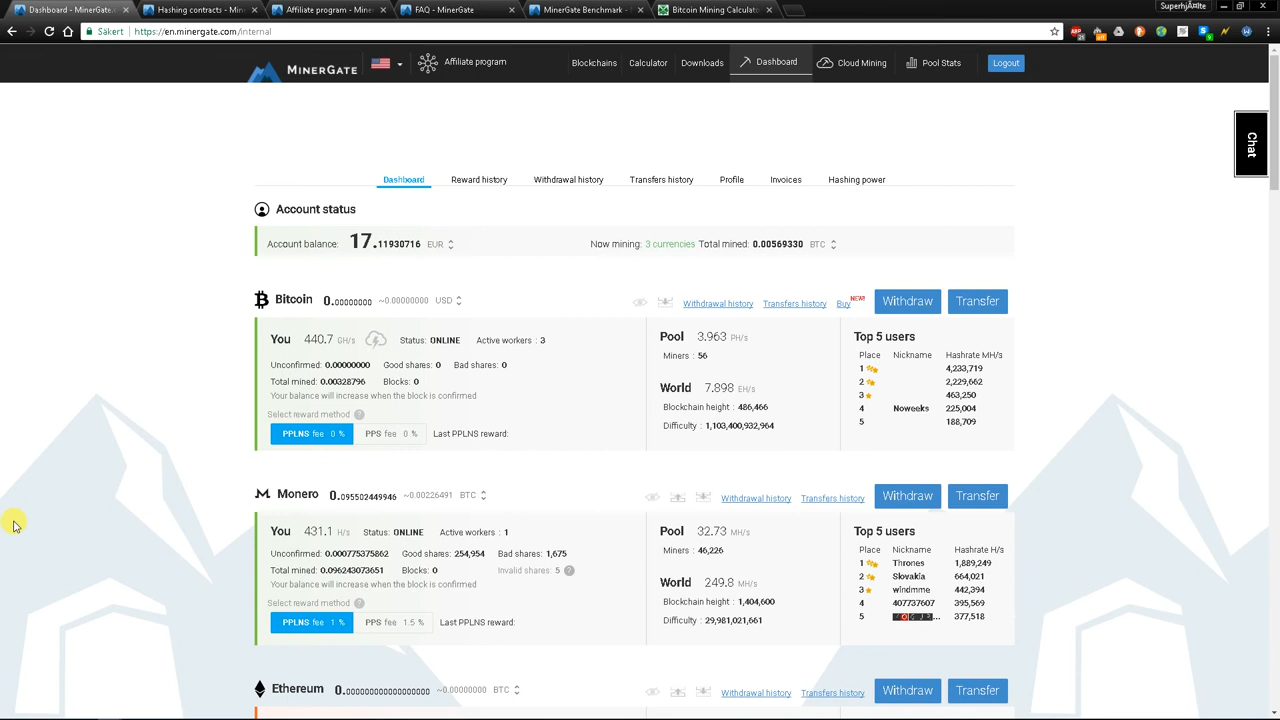 Dashboard - MinerGate.
Hashing contracts - Min
Affiliate program - Miner
FAQ - MinerGate
MinerGate Benchmark -
Bitcoin Mining Calculato
Säkert
https://en.minergate.com/internal
MINERGATE
Affiliate program
Blockchains
Calculator
Downloads
Dashboard
Cloud Mining
Pool Stats
Logout
Chat
Dashboard
Reward history
Withdrawal history
Transfers history
Profile
Invoices
Hashing power
Account status
Account balance: 17.11930716 EUR
Now mining: 3 currencies Total mined: 0.00569330 BTC
Bitcoin 0.00000000 ~0.00000000 USD
Withdrawal history
Transfers history
Buy NEW!
Withdraw
Transfer
You 440.7 GH/s Status: ONLINE Active workers : 3
Unconfirmed: 0.00000000 Good shares: 0 Bad shares: 0
Total mined: 0.00328796 Blocks: 0
Your balance will increase when the block is confirmed
Select reward method ?
PPLNS fee 0 % PPS fee 0 % Last PPLNS reward:
Pool 3.963 PH/s
Miners : 56
World 7.898 EH/s
Blockchain height : 486,466
Difficulty : 1,103,400,932,964
Top 5 users
Place Nickname Hashrate MH/s
1 4,233,719
2 2,229,662
3 463,250
4 Noweeks 225,004
5 188,709
Monero 0.095502449946 ~0.00226491 BTC
Withdrawal history
Transfers history
Withdraw
Transfer
You 431.1 H/s Status: ONLINE Active workers : 1
Unconfirmed: 0.000775375862 Good shares: 254,954 Bad shares: 1,675
Total mined: 0.096243073651 Blocks: 0 Invalid shares: 5 ?
Your balance will increase when the block is confirmed
Select reward method ?
PPLNS fee 1 % PPS fee 1.5 % Last PPLNS reward:
Pool 32.73 MH/s
Miners : 46,226
World 249.8 MH/s
Blockchain height : 1,404,600
Difficulty : 29,981,021,661
Top 5 users
Place Nickname Hashrate H/s
1 Thrones 1,889,249
2 Slovakia 664,021
3 windmme 442,394
4 407737607 395,569
5 377,518
Ethereum 0.000000000000000000 ~0.00000000 BTC
Withdrawal history
Transfers history
Withdraw
Transfer